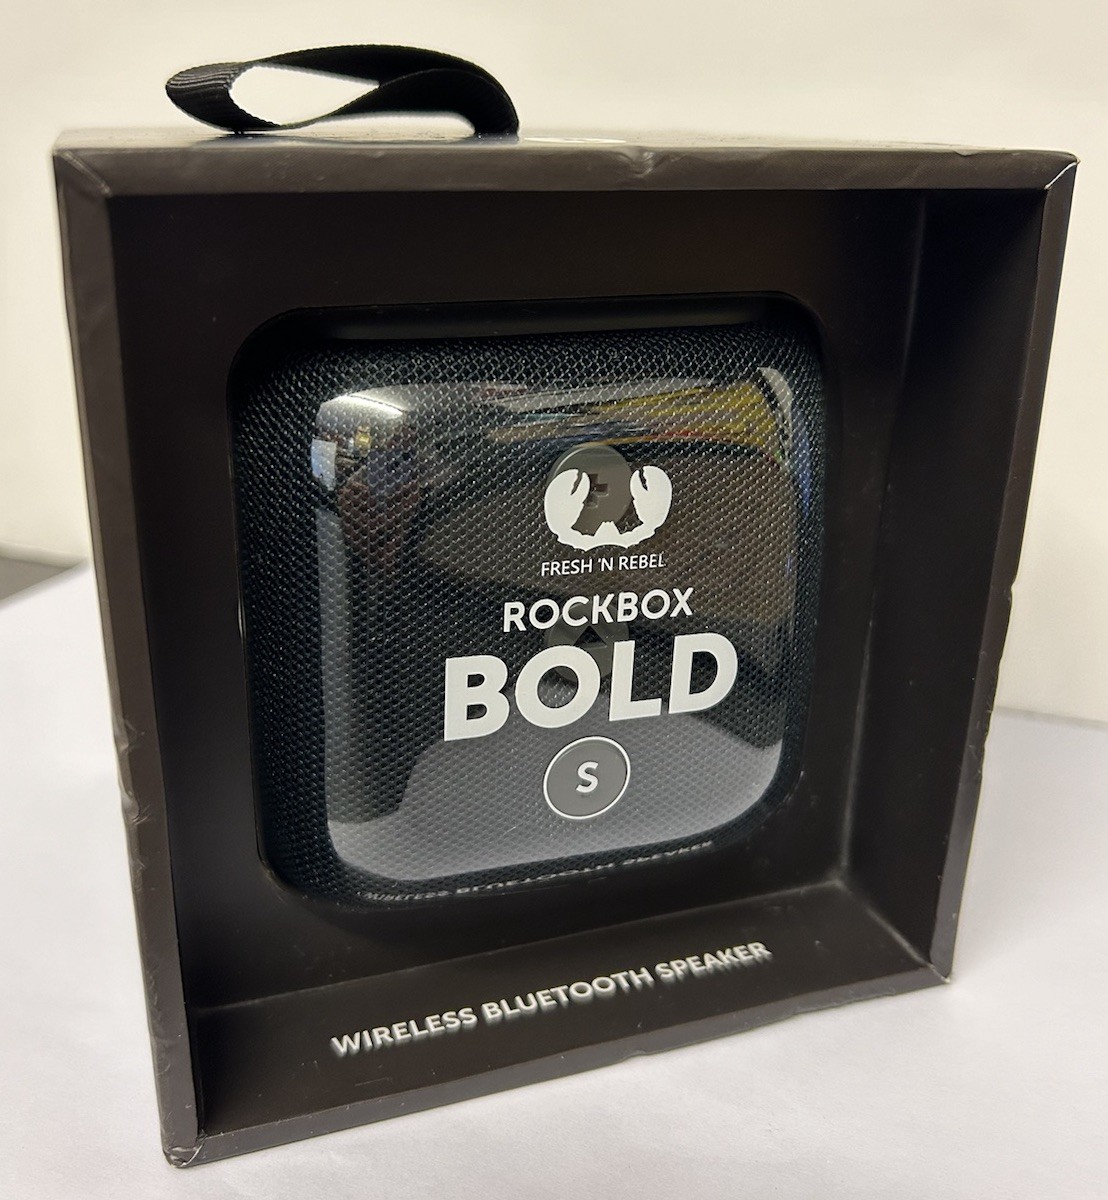 FRESH 'N REBEL
ROCKBOX
BOLD
S
WIRELESS BLUETOOTH SPEAKER